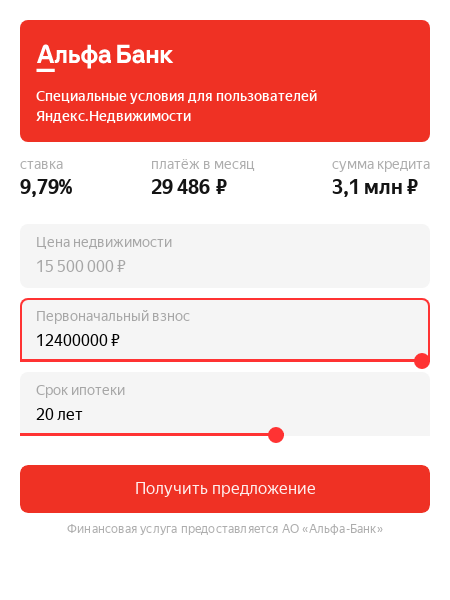 Альфа Банк
Специальные условия для пользователей
Яндекс.Недвижимости
ставка платёж в месяц сумма кредита
9,79% 29 486 ₽ 3,1 млн ₽
Цена недвижимости
15 500 000 ₽
Первоначальный взнос
12400000 ₽
Срок ипотеки
20 лет
Получить предложение
Финансовая услуга предоставляется АО «Альфа-Банк»